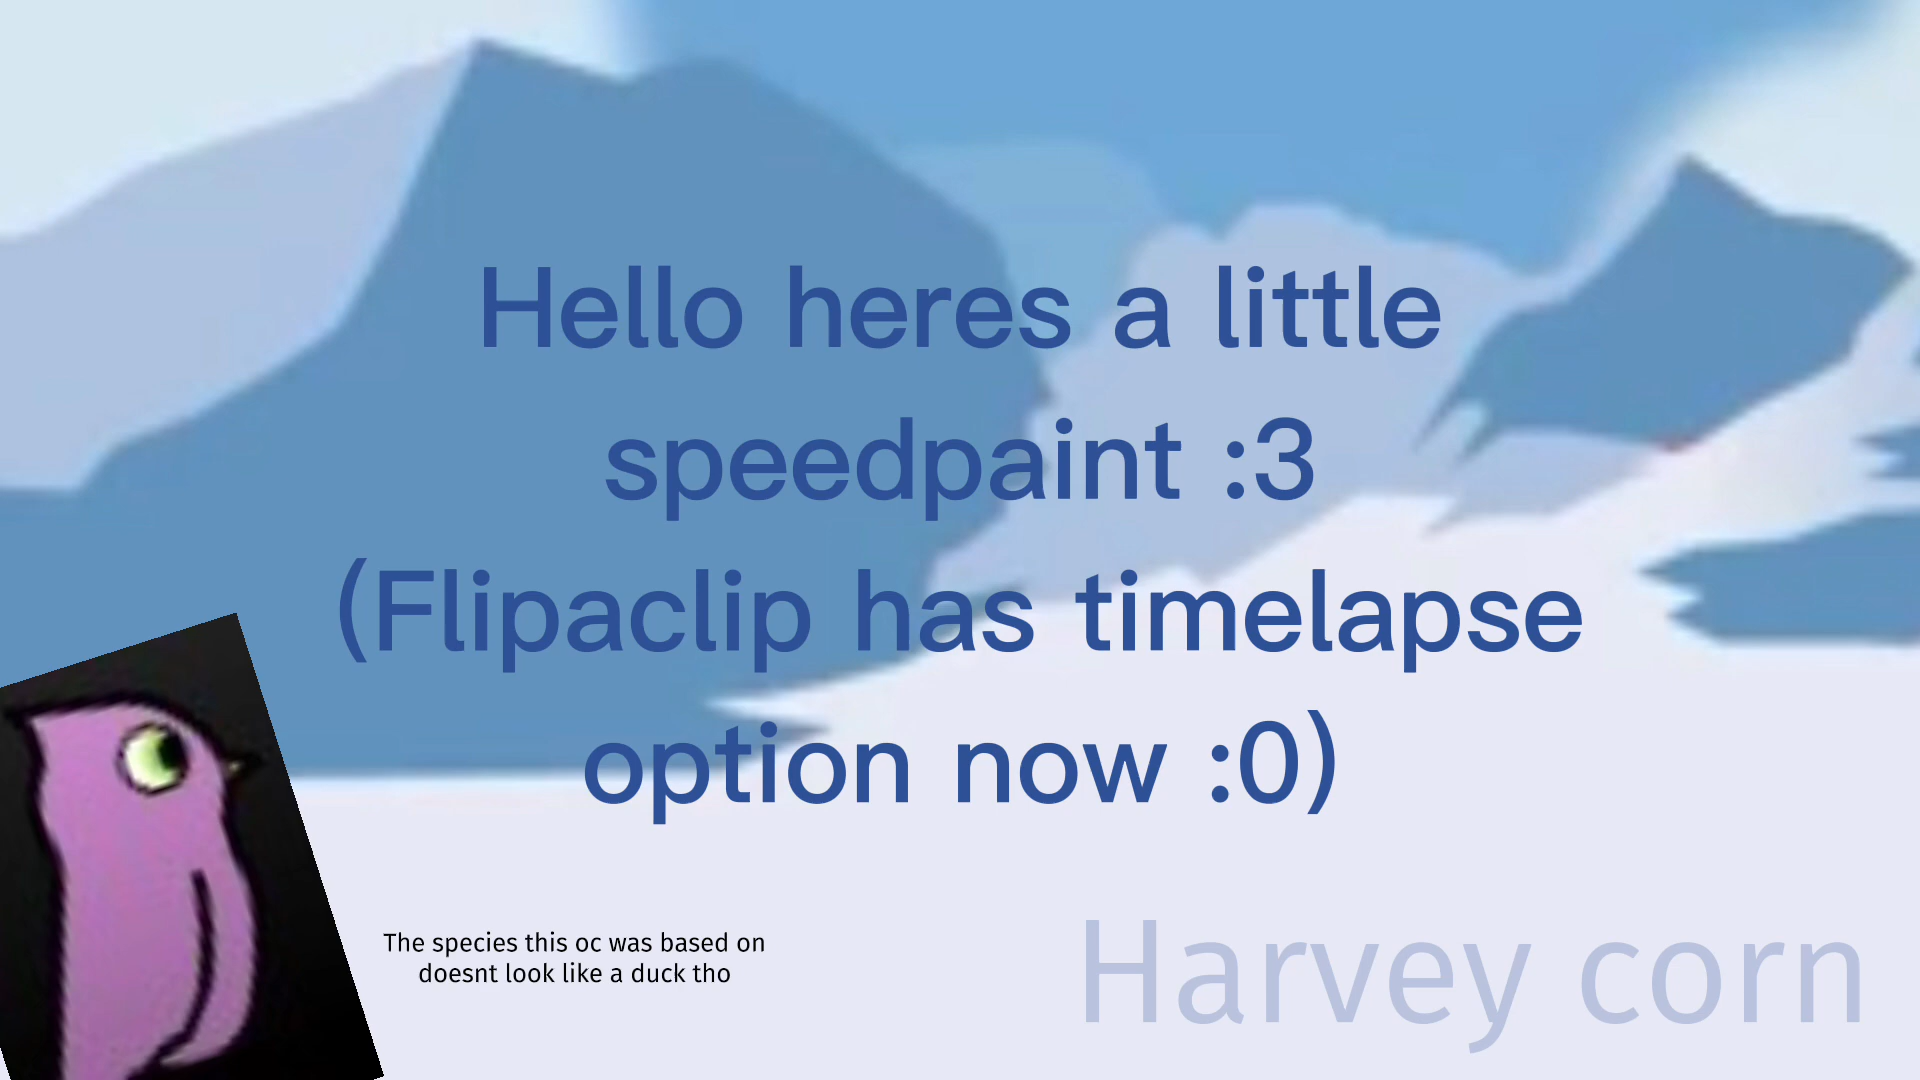 Hello heres a little
speedpaint :3
(Flipaclip has timelapse
option now :0)
The species this oc was based on
doesnt look like a duck tho
Harvey corn